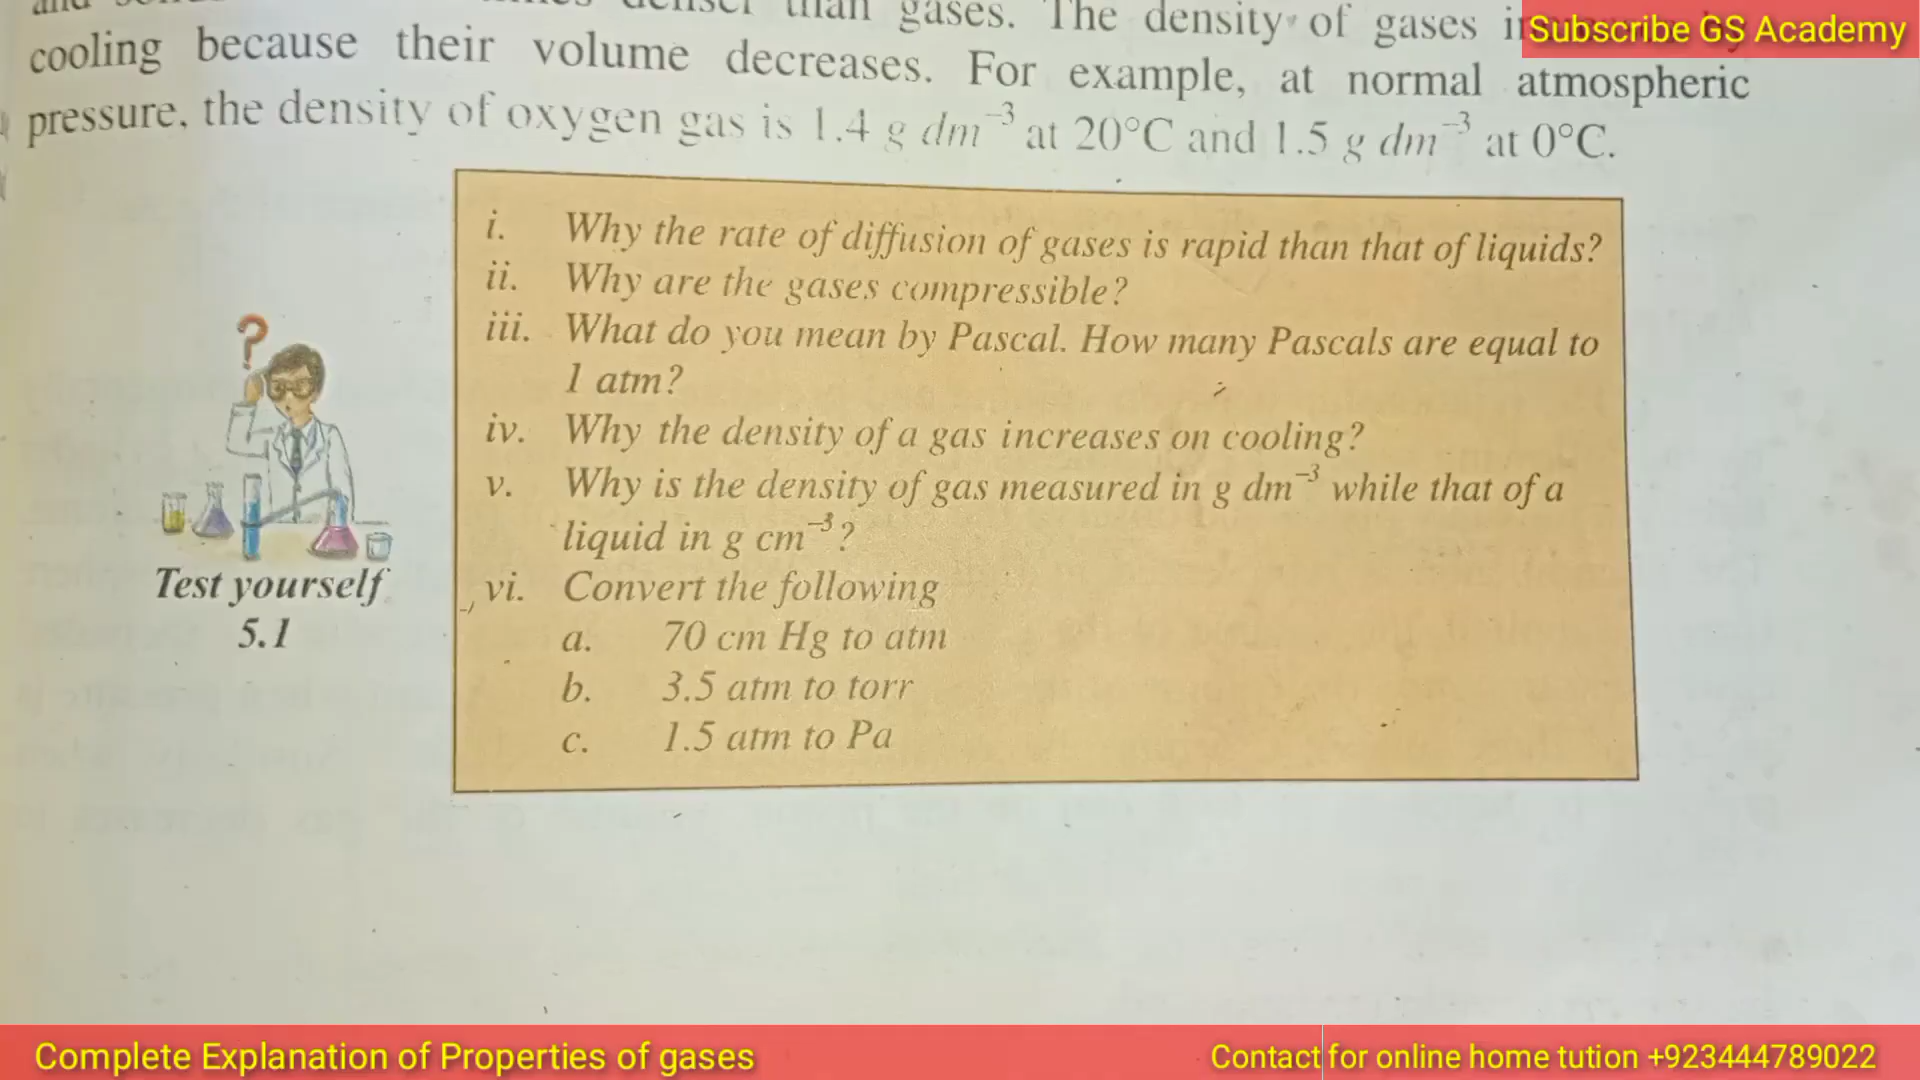 than gases. The density of gases
Subscribe GS Academy
cooling because their volume decreases. For example, at normal atmospheric
pressure, the density of oxygen gas is 1.4 g dm⁻³ at 20°C and 1.5 g dm⁻³ at 0°C.
i. Why the rate of diffusion of gases is rapid than that of liquids?
ii. Why are the gases compressible?
iii. What do you mean by Pascal. How many Pascals are equal to
1 atm?
iv. Why the density of a gas increases on cooling?
v. Why is the density of gas measured in g dm⁻³ while that of a
liquid in g cm⁻³?
vi. Convert the following
a. 70 cm Hg to atm
b. 3.5 atm to torr
c. 1.5 atm to Pa
?
Test yourself
5.1
Complete Explanation of Properties of gases
Contact for online home tution +923444789022